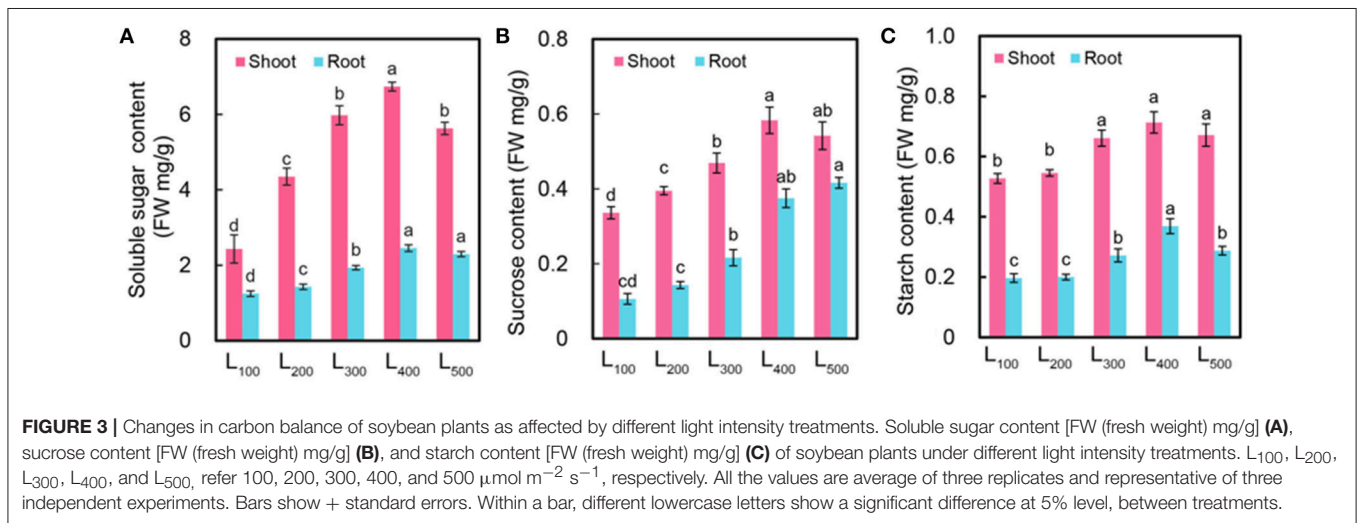 A
8
6
4
2
0
Soluble sugar content
(FW mg/g)
Shoot Root
d c b a b
d c b a a
L100 L200 L300 L400 L500
B
0.8
0.6
0.4
0.2
0
Sucrose content (FW mg/g)
Shoot Root
d c b a ab
cd c b ab a
L100 L200 L300 L400 L500
C
1.0
0.8
0.6
0.4
0.2
0
Starch content (FW mg/g)
Shoot Root
b b a a a
c c b a b
L100 L200 L300 L400 L500
FIGURE 3 | Changes in carbon balance of soybean plants as affected by different light intensity treatments. Soluble sugar content [FW (fresh weight) mg/g] (A),
sucrose content [FW (fresh weight) mg/g] (B), and starch content [FW (fresh weight) mg/g] (C) of soybean plants under different light intensity treatments. L100, L200,
L300, L400, and L500, refer 100, 200, 300, 400, and 500 μmol m−2 s−1, respectively. All the values are average of three replicates and representative of three
independent experiments. Bars show + standard errors. Within a bar, different lowercase letters show a significant difference at 5% level, between treatments.